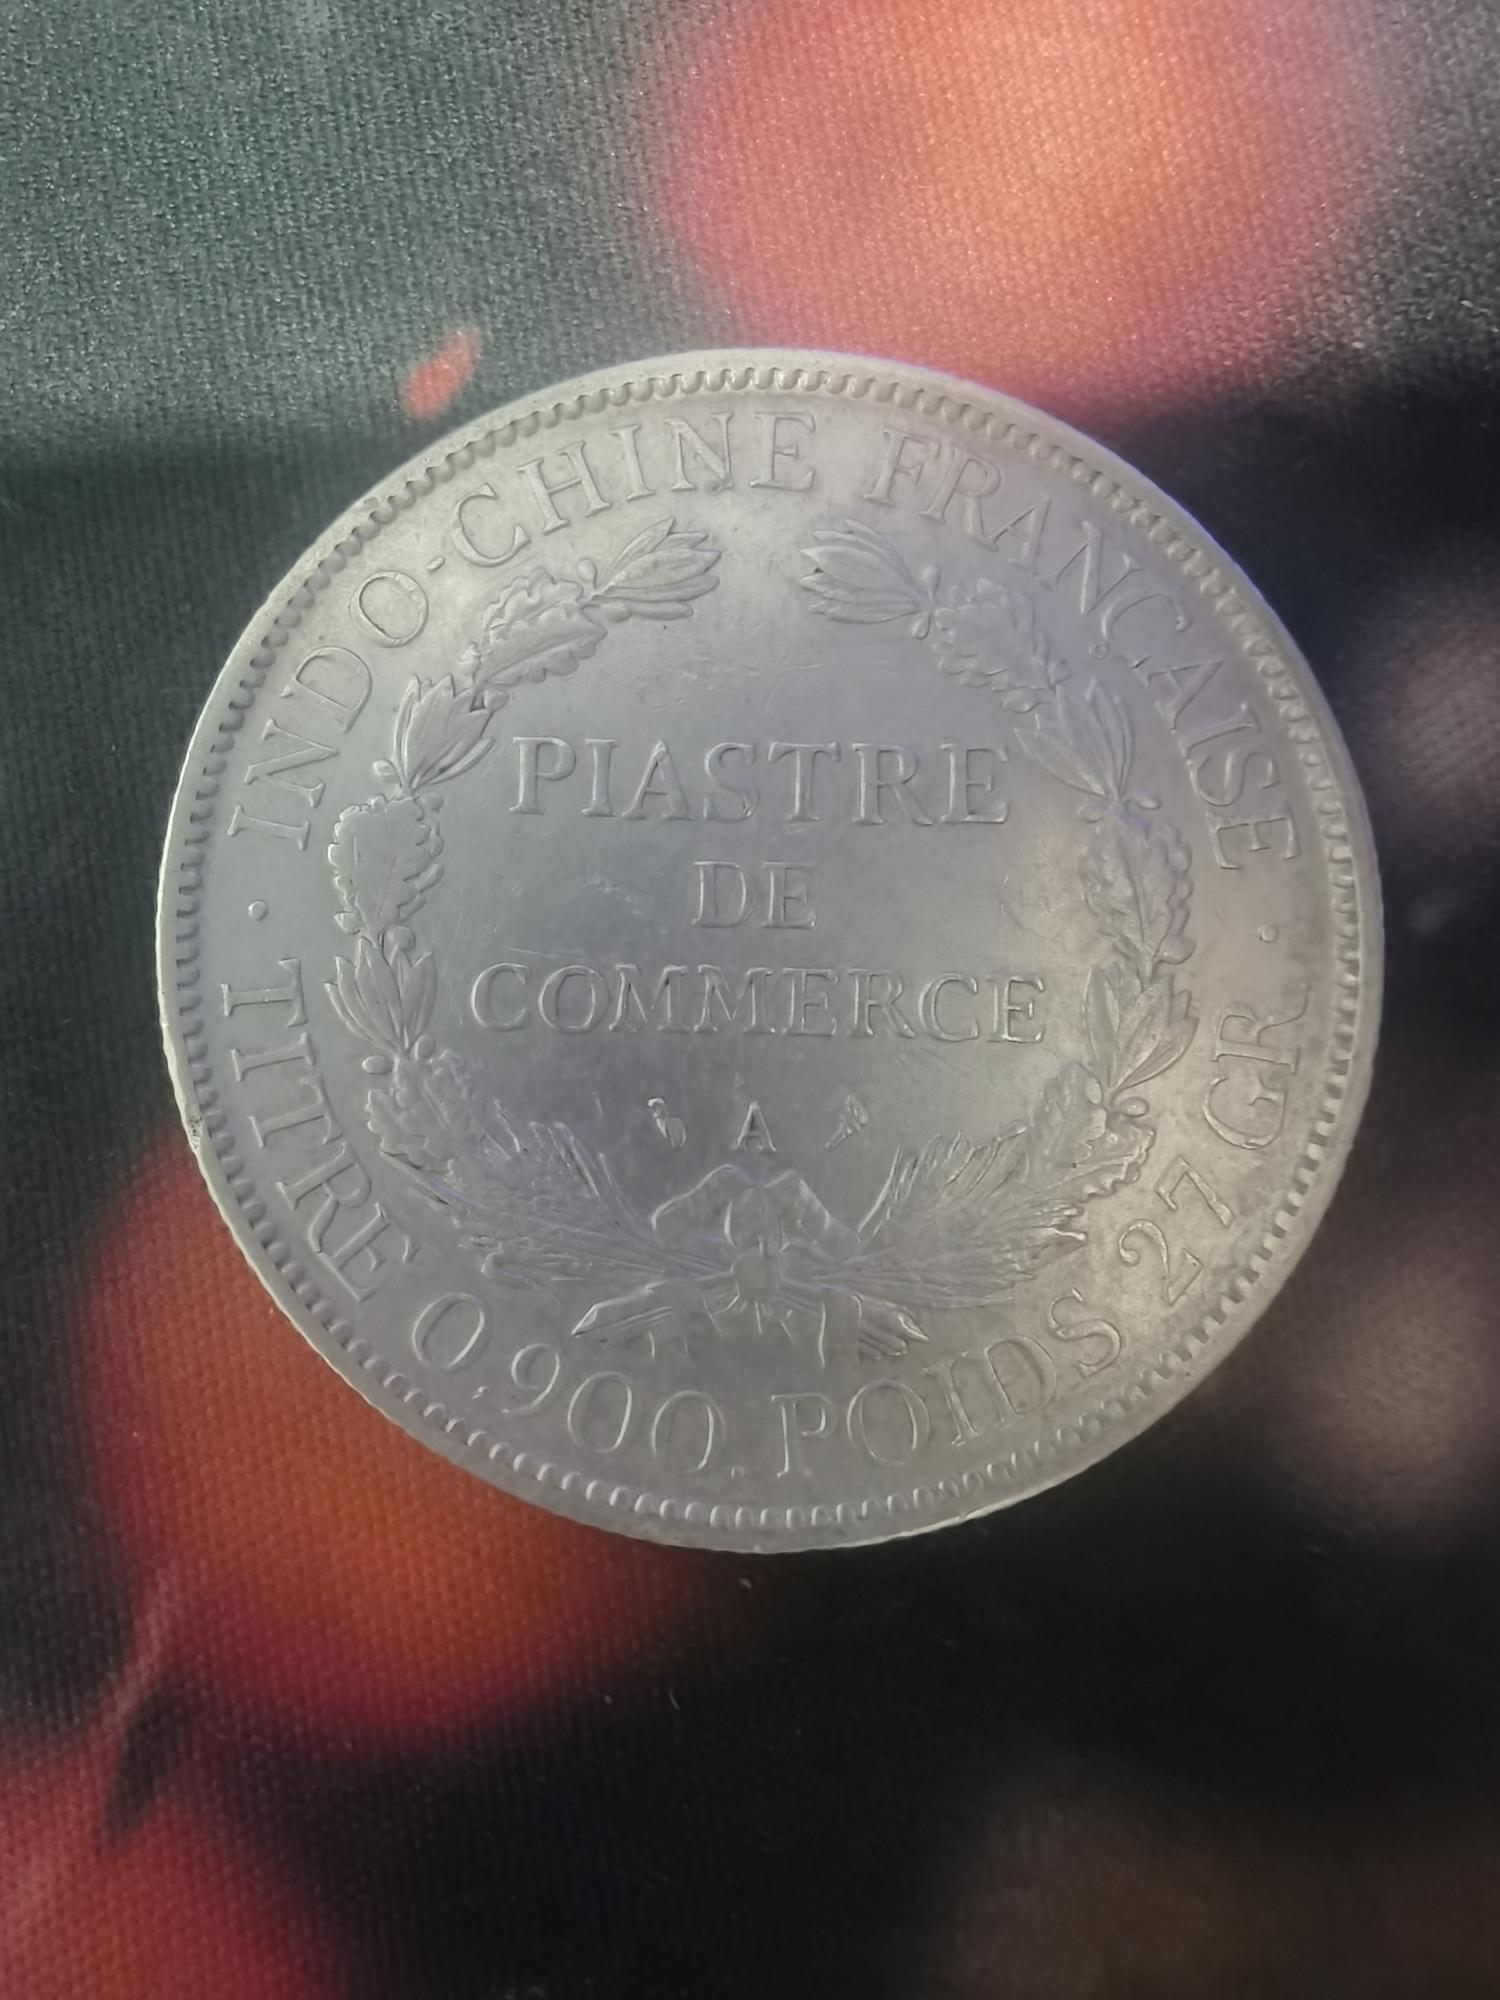 INDO-CHINE FRANÇAISE
PIASTRE
DE
COMMERCE
A
TITRE 0,900. POIDS 27 GR.